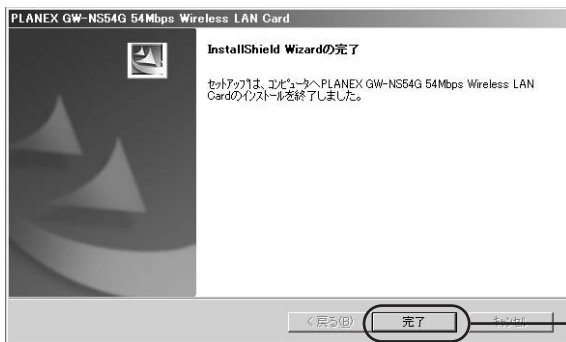 PLANEX GW-NS54G 54Mbps Wireless LAN Card
InstallShield Wizardの完了
セットアップは、コンピュータへPLANEX GW-NS54G 54Mbps Wireless LAN
Cardのインストールを終了しました。
< 戻る(B)
完了
キャンセル